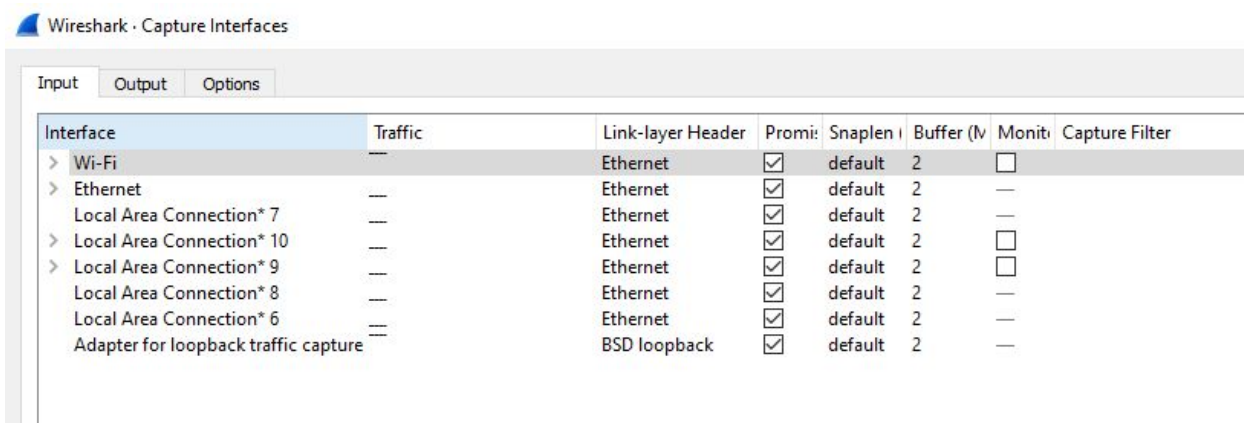 Wireshark · Capture Interfaces
Input Output Options
Interface Traffic Link-layer Header Promis Snaplen ( Buffer (M Monito Capture Filter
Wi-Fi Ethernet default 2
Ethernet Ethernet default 2 —
Local Area Connection* 7 Ethernet default 2 —
Local Area Connection* 10 Ethernet default 2
Local Area Connection* 9 Ethernet default 2
Local Area Connection* 8 Ethernet default 2 —
Local Area Connection* 6 Ethernet default 2 —
Adapter for loopback traffic capture BSD loopback default 2 —